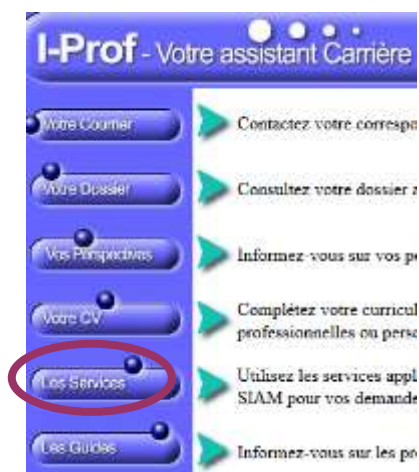 I-Prof - Votre assistant Carrière
Votre Courrier
Contactez votre correspo
Votre Dossier
Consultez votre dossier a
Vos Perspectives
Informez-vous sur vos pe
Votre CV
Complétez votre curricul
professionnelles ou perso
Les Services
Utilisez les services appl
SIAM pour vos demande
Les Guides
Informez-vous sur les pr